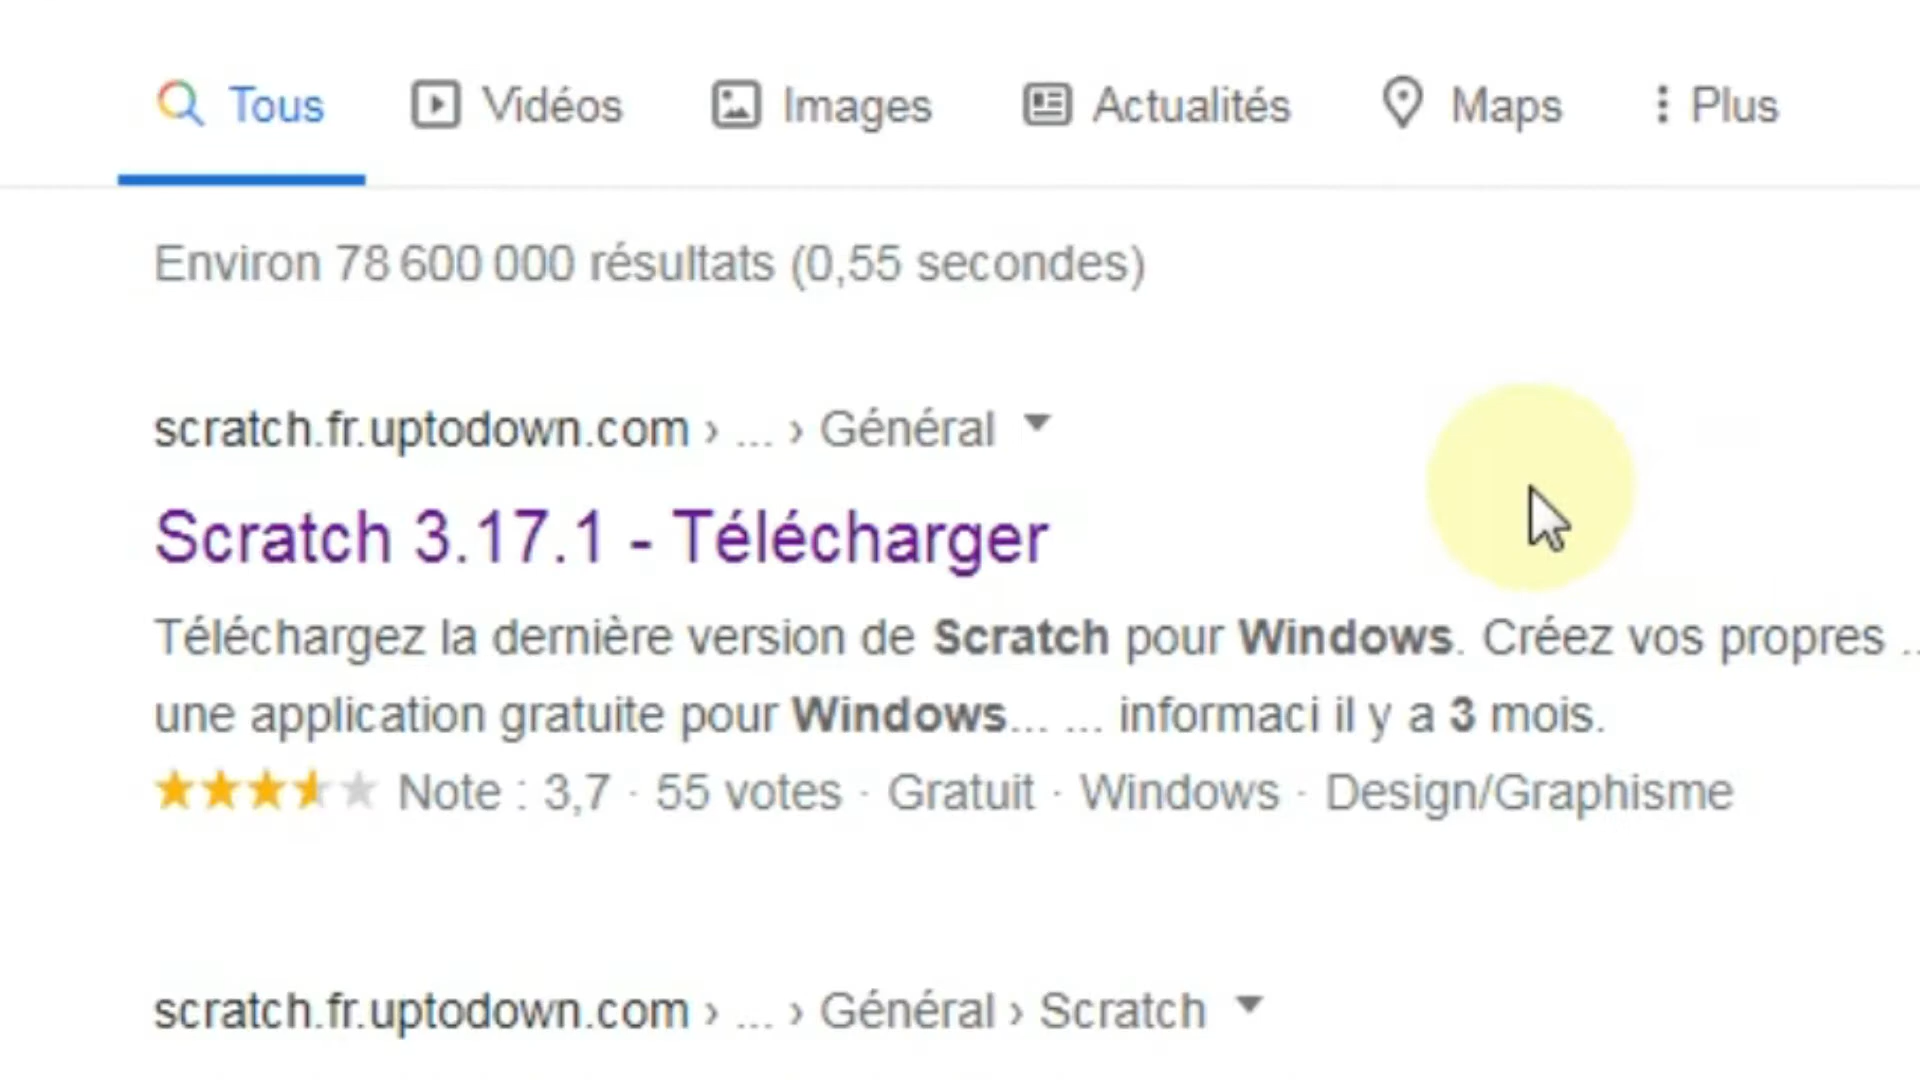 Tous Vidéos Images Actualités Maps Plus
Environ 78 600 000 résultats (0,55 secondes)
scratch.fr.uptodown.com › ... › Général
Scratch 3.17.1 - Télécharger
Téléchargez la dernière version de Scratch pour Windows. Créez vos propres ..
une application gratuite pour Windows... ... informaci il y a 3 mois.
Note : 3,7 · 55 votes · Gratuit · Windows · Design/Graphisme
scratch.fr.uptodown.com › ... › Général › Scratch